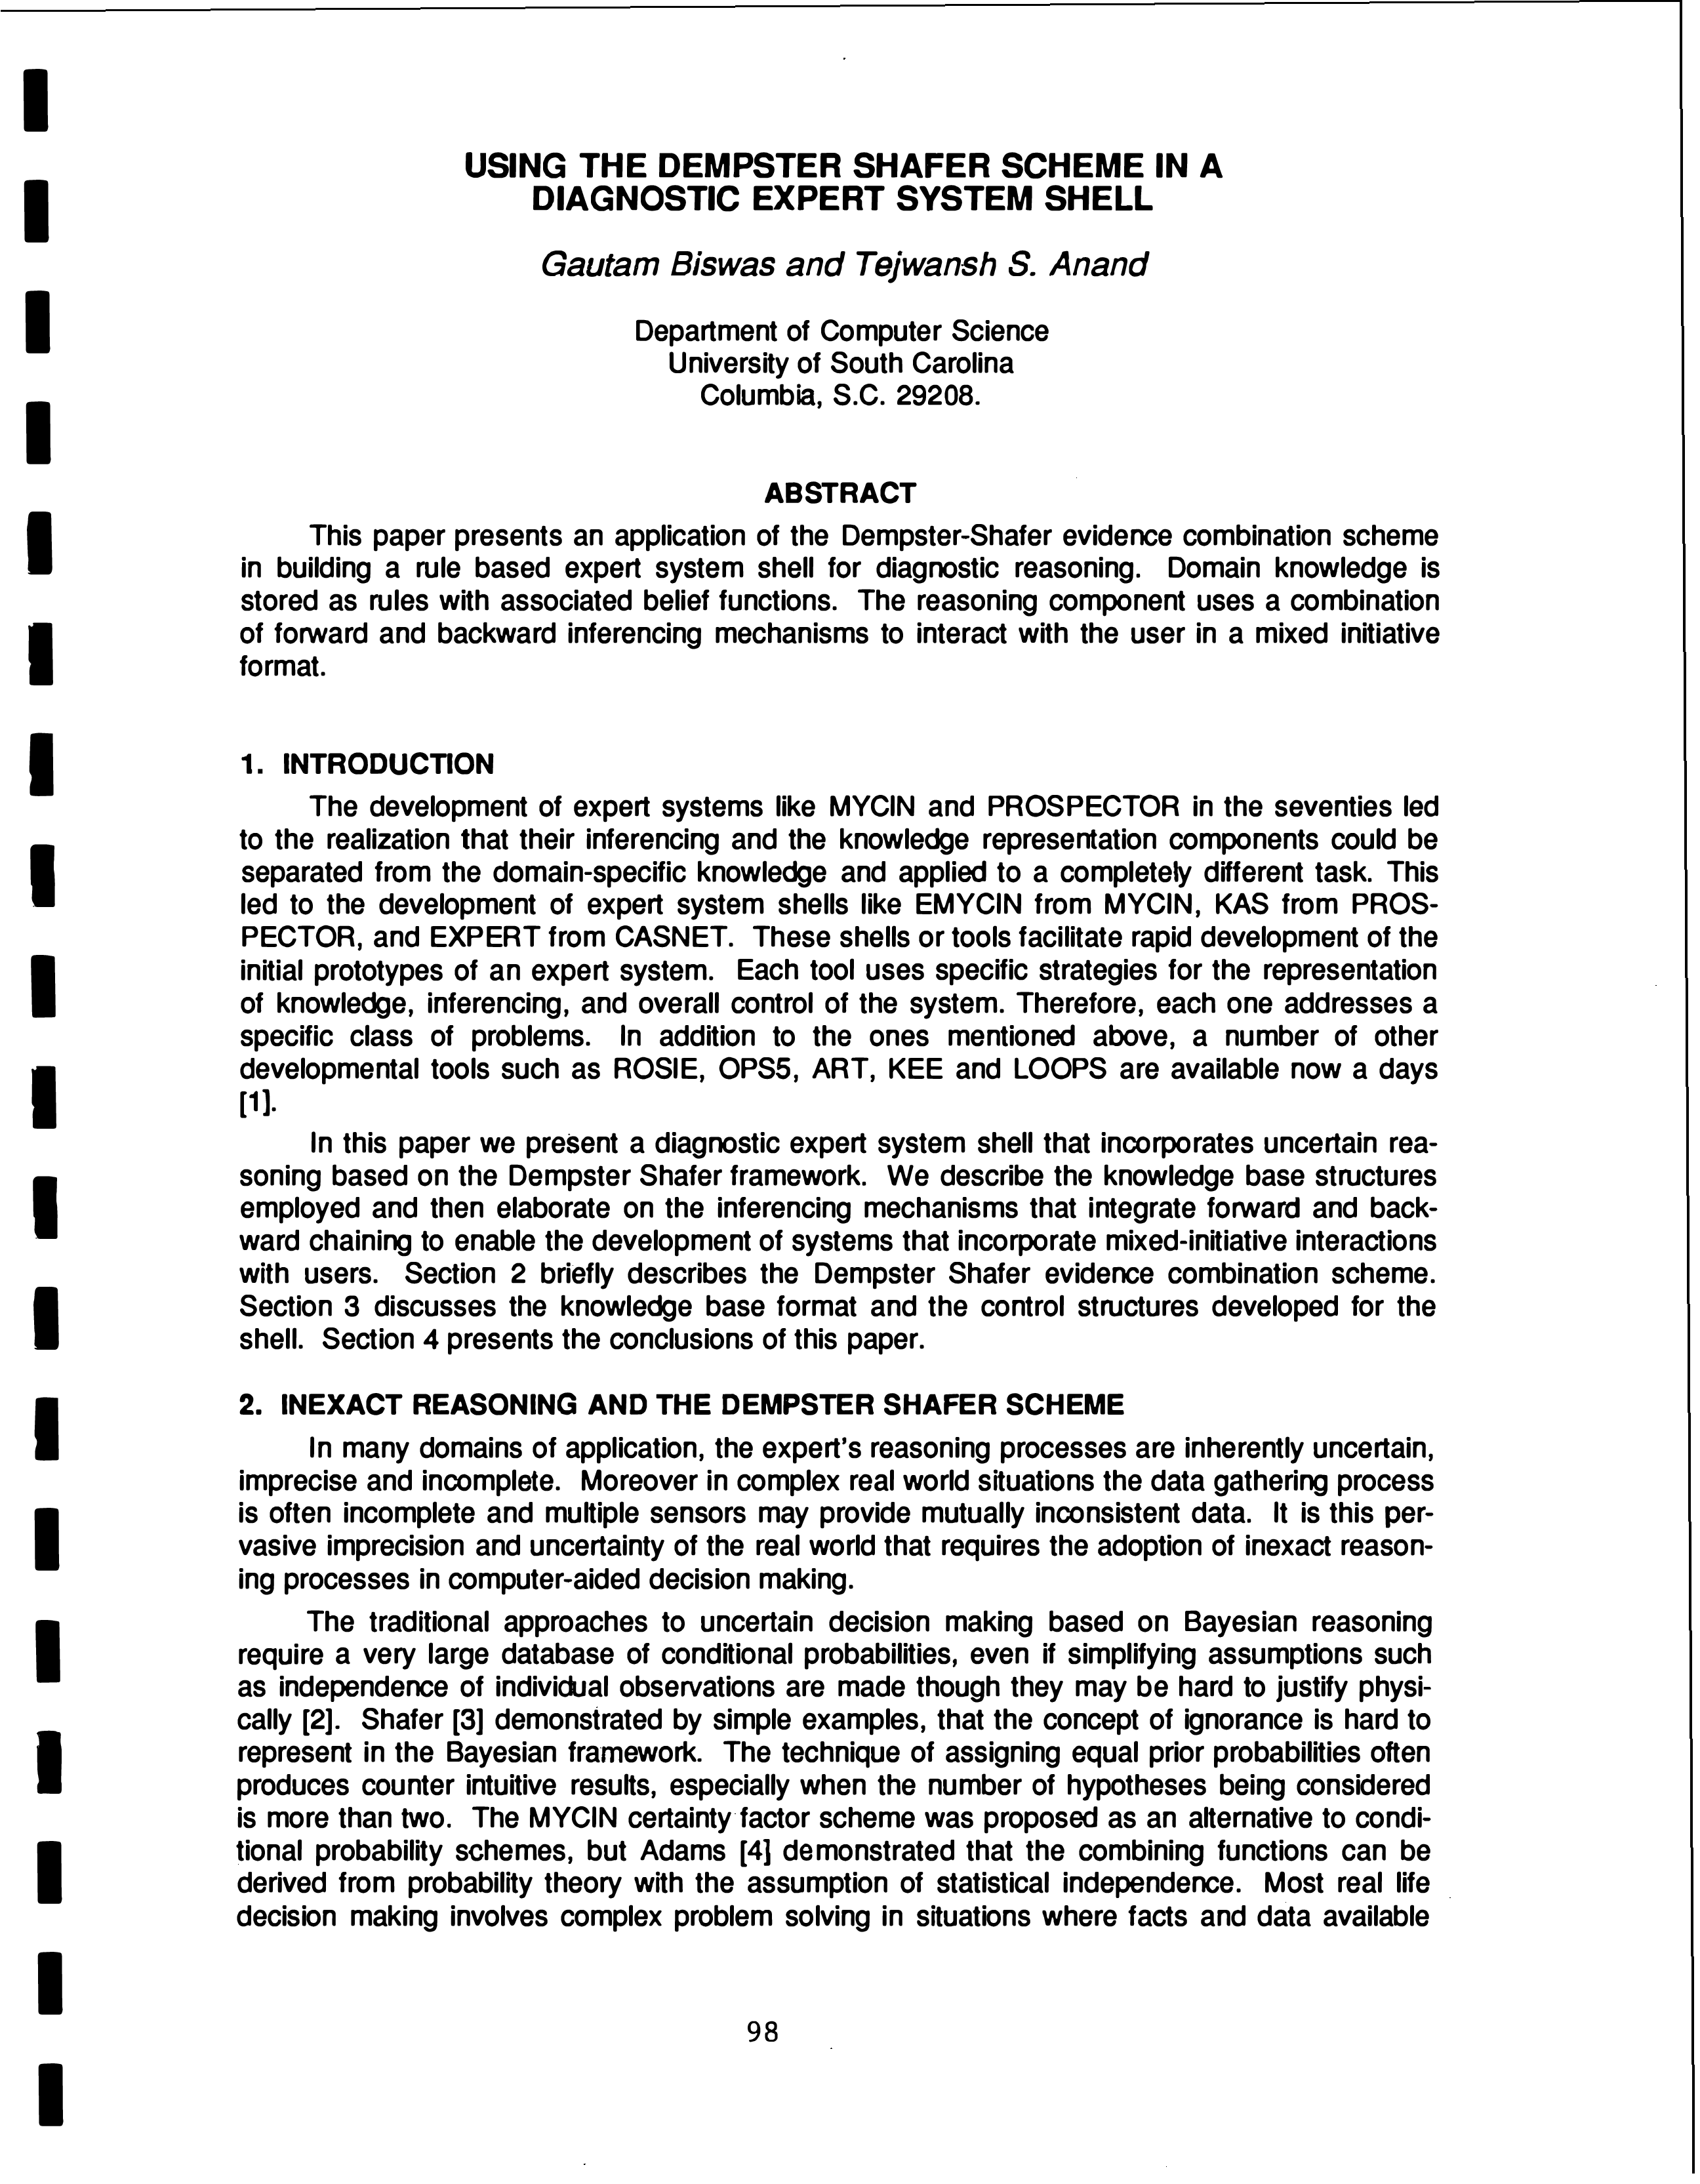 USING THE DEMPSTER SHAFER SCHEME IN A
DIAGNOSTIC EXPERT SYSTEM SHELL
Gautam Biswas and Tejwansh S. Anand
Department of Computer Science
University of South Carolina
Columbia, S.C. 29208.
ABSTRACT
This paper presents an application of the Dempster-Shafer evidence combination scheme
in building a rule based expert system shell for diagnostic reasoning. Domain knowledge is
stored as rules with associated belief functions. The reasoning component uses a combination
of forward and backward inferencing mechanisms to interact with the user in a mixed initiative
format.
1. INTRODUCTION
The development of expert systems like MYCIN and PROSPECTOR in the seventies led
to the realization that their inferencing and the knowledge representation components could be
separated from the domain-specific knowledge and applied to a completely different task. This
led to the development of expert system shells like EMYCIN from MYCIN, KAS from PROS-
PECTOR, and EXPERT from CASNET. These shells or tools facilitate rapid development of the
initial prototypes of an expert system. Each tool uses specific strategies for the representation
of knowledge, inferencing, and overall control of the system. Therefore, each one addresses a
specific class of problems. In addition to the ones mentioned above, a number of other
developmental tools such as ROSIE, OPS5, ART, KEE and LOOPS are available now a days
[1].
In this paper we present a diagnostic expert system shell that incorporates uncertain rea-
soning based on the Dempster Shafer framework. We describe the knowledge base structures
employed and then elaborate on the inferencing mechanisms that integrate forward and back-
ward chaining to enable the development of systems that incorporate mixed-initiative interactions
with users. Section 2 briefly describes the Dempster Shafer evidence combination scheme.
Section 3 discusses the knowledge base format and the control structures developed for the
shell. Section 4 presents the conclusions of this paper.
2. INEXACT REASONING AND THE DEMPSTER SHAFER SCHEME
In many domains of application, the expert's reasoning processes are inherently uncertain,
imprecise and incomplete. Moreover in complex real world situations the data gathering process
is often incomplete and multiple sensors may provide mutually inconsistent data. It is this per-
vasive imprecision and uncertainty of the real world that requires the adoption of inexact reason-
ing processes in computer-aided decision making.
The traditional approaches to uncertain decision making based on Bayesian reasoning
require a very large database of conditional probabilities, even if simplifying assumptions such
as independence of individual observations are made though they may be hard to justify physi-
cally [2]. Shafer [3] demonstrated by simple examples, that the concept of ignorance is hard to
represent in the Bayesian framework. The technique of assigning equal prior probabilities often
produces counter intuitive results, especially when the number of hypotheses being considered
is more than two. The MYCIN certainty factor scheme was proposed as an alternative to condi-
tional probability schemes, but Adams [4] demonstrated that the combining functions can be
derived from probability theory with the assumption of statistical independence. Most real life
decision making involves complex problem solving in situations where facts and data available
98